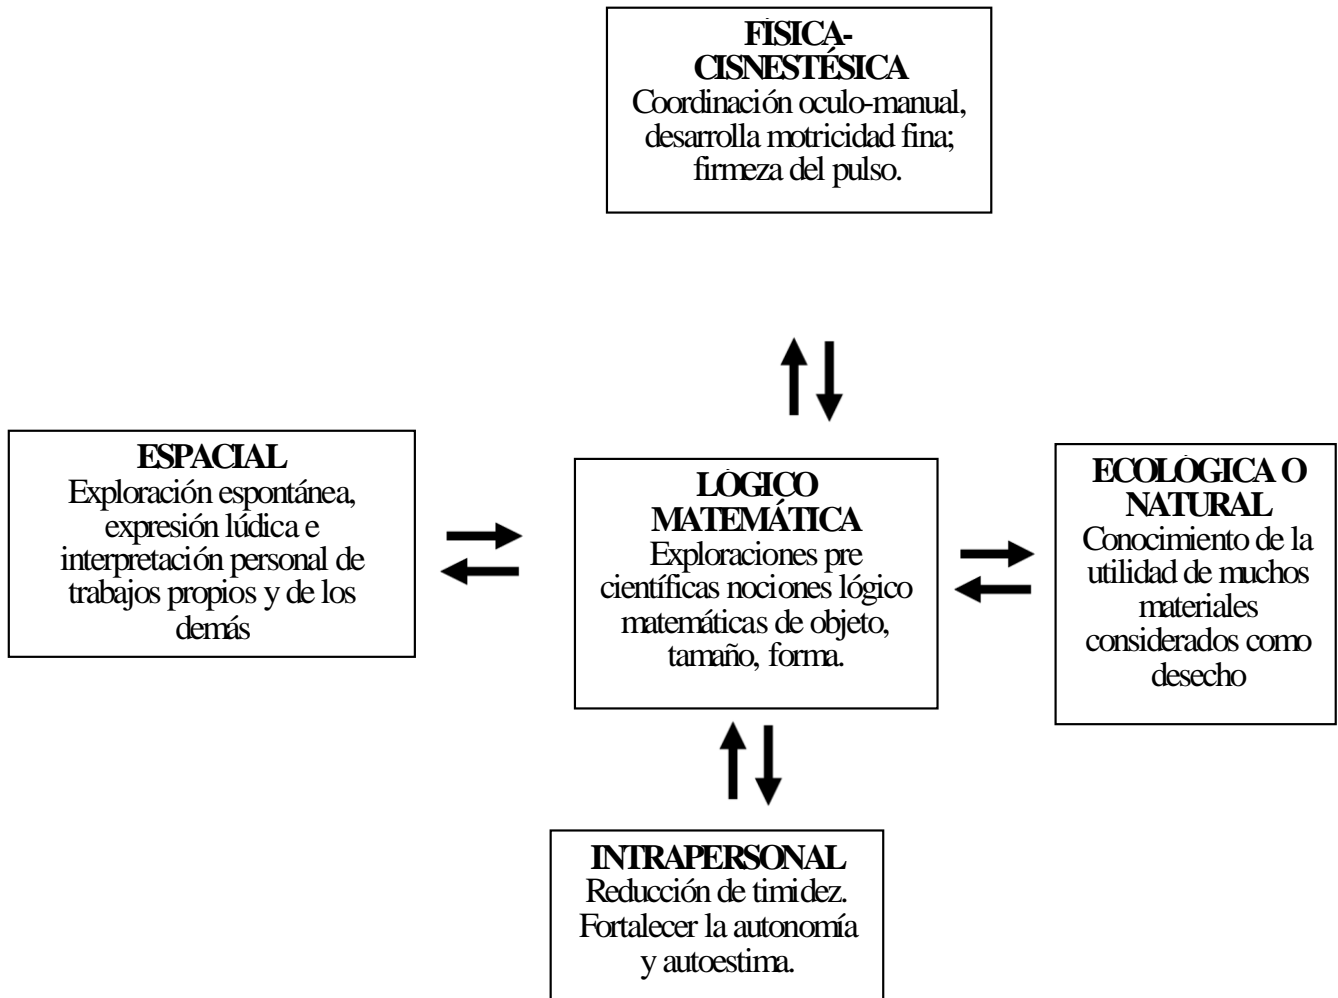 FÍSICA-
CISNESTÉSICA
Coordinación oculo-manual,
desarrolla motricidad fina;
firmeza del pulso.
ESPACIAL
Exploración espontánea,
expresión lúdica e
interpretación personal de
trabajos propios y de los
demás
LÓGICO
MATEMÁTICA
Exploraciones pre
científicas nociones lógico
matemáticas de objeto,
tamaño, forma.
ECOLÓGICA O
NATURAL
Conocimiento de la
utilidad de muchos
materiales
considerados como
desecho
INTRAPERSONAL
Reducción de timidez.
Fortalecer la autonomía
y autoestima.